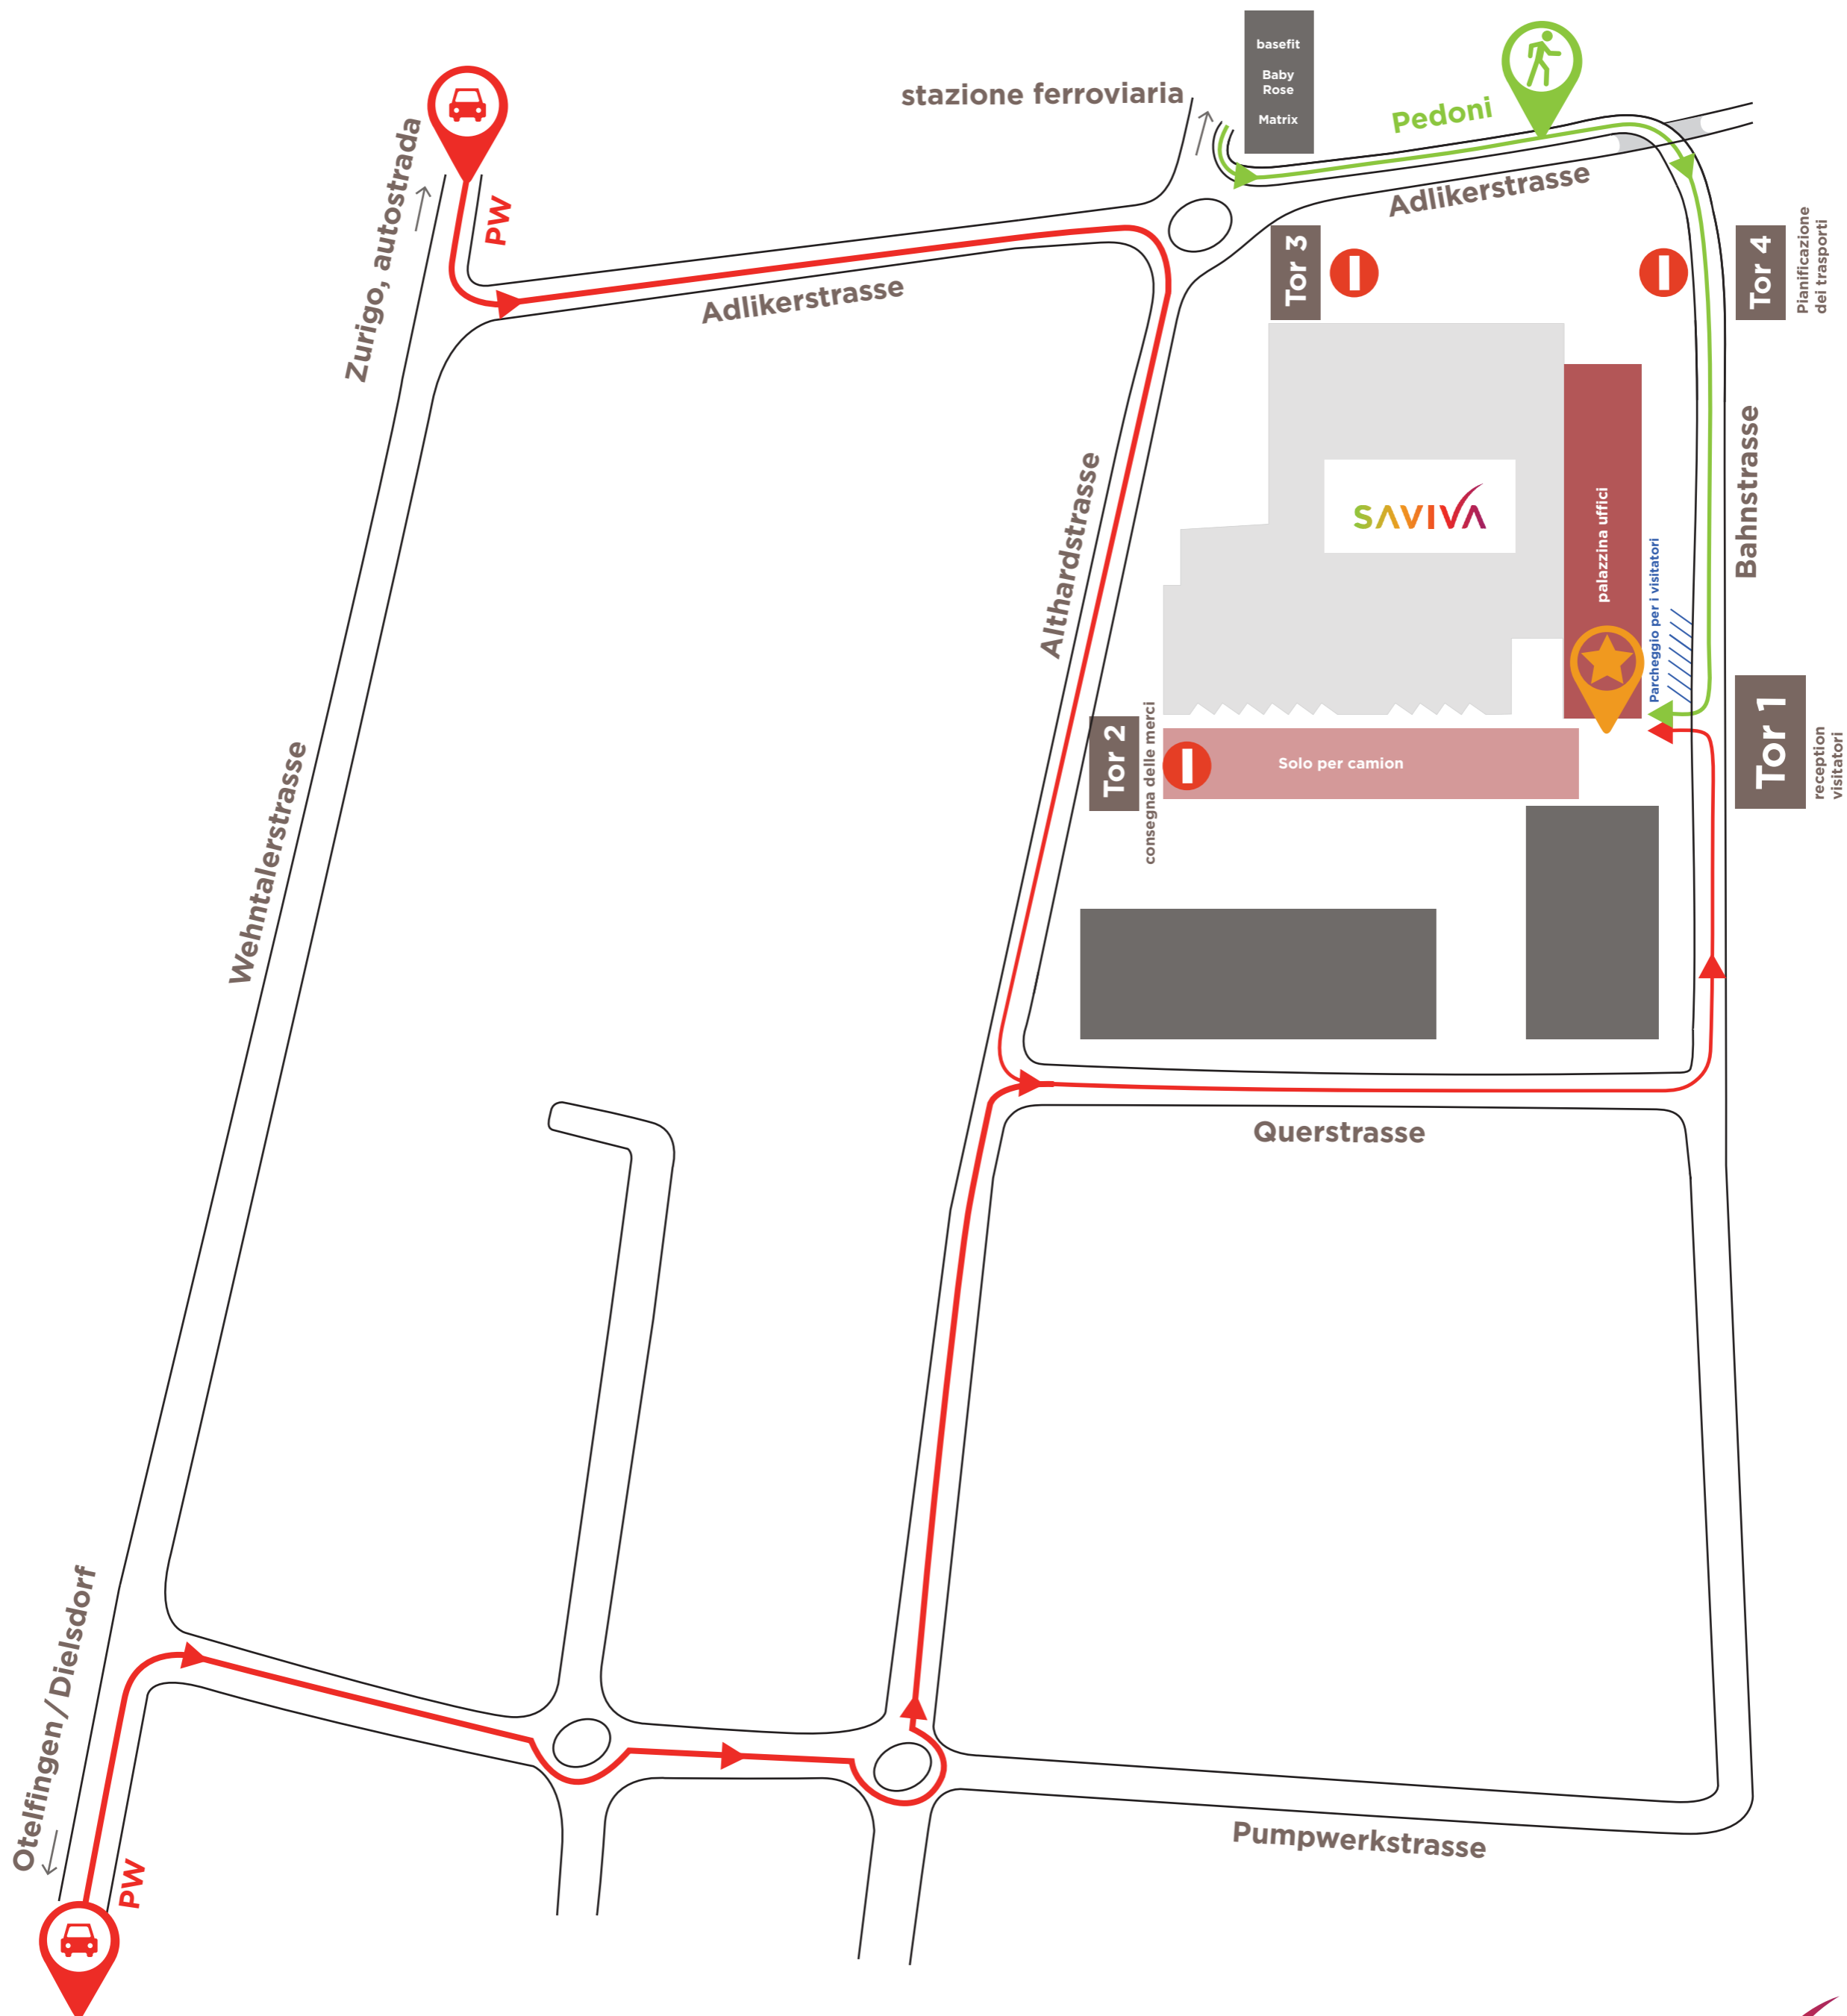 basefit
Baby
Rose
Matrix
stazione ferroviaria
Pedoni
Adlikerstrasse
Zurigo, autostrada
PW
Adlikerstrasse
Tor 3
Tor 4
Pianificazione
dei trasporti
Althardstrasse
SAVIVA
palazzina uffici
Parcheggio per i visitatori
Bahnstrasse
Tor 2
consegna delle merci
Solo per camion
Tor 1
reception
visitatori
Wehntalerstrasse
Querstrasse
Otelfingen/Dielsdorf
PW
Pumpwerkstrasse